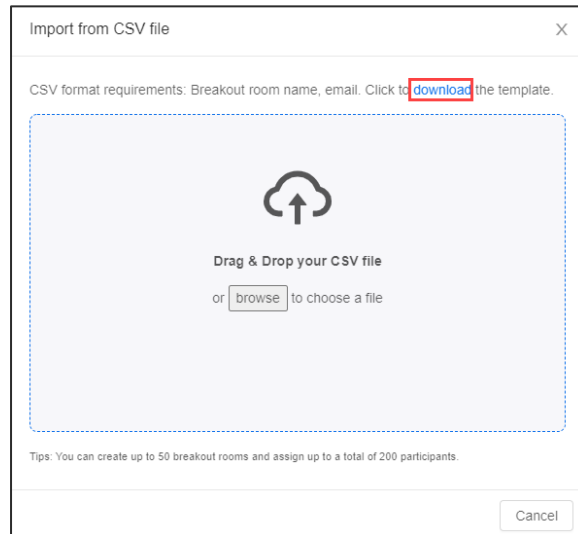 Import from CSV file
CSV format requirements: Breakout room name, email. Click to download the template.
Drag & Drop your CSV file
or browse to choose a file
Tips: You can create up to 50 breakout rooms and assign up to a total of 200 participants.
Cancel